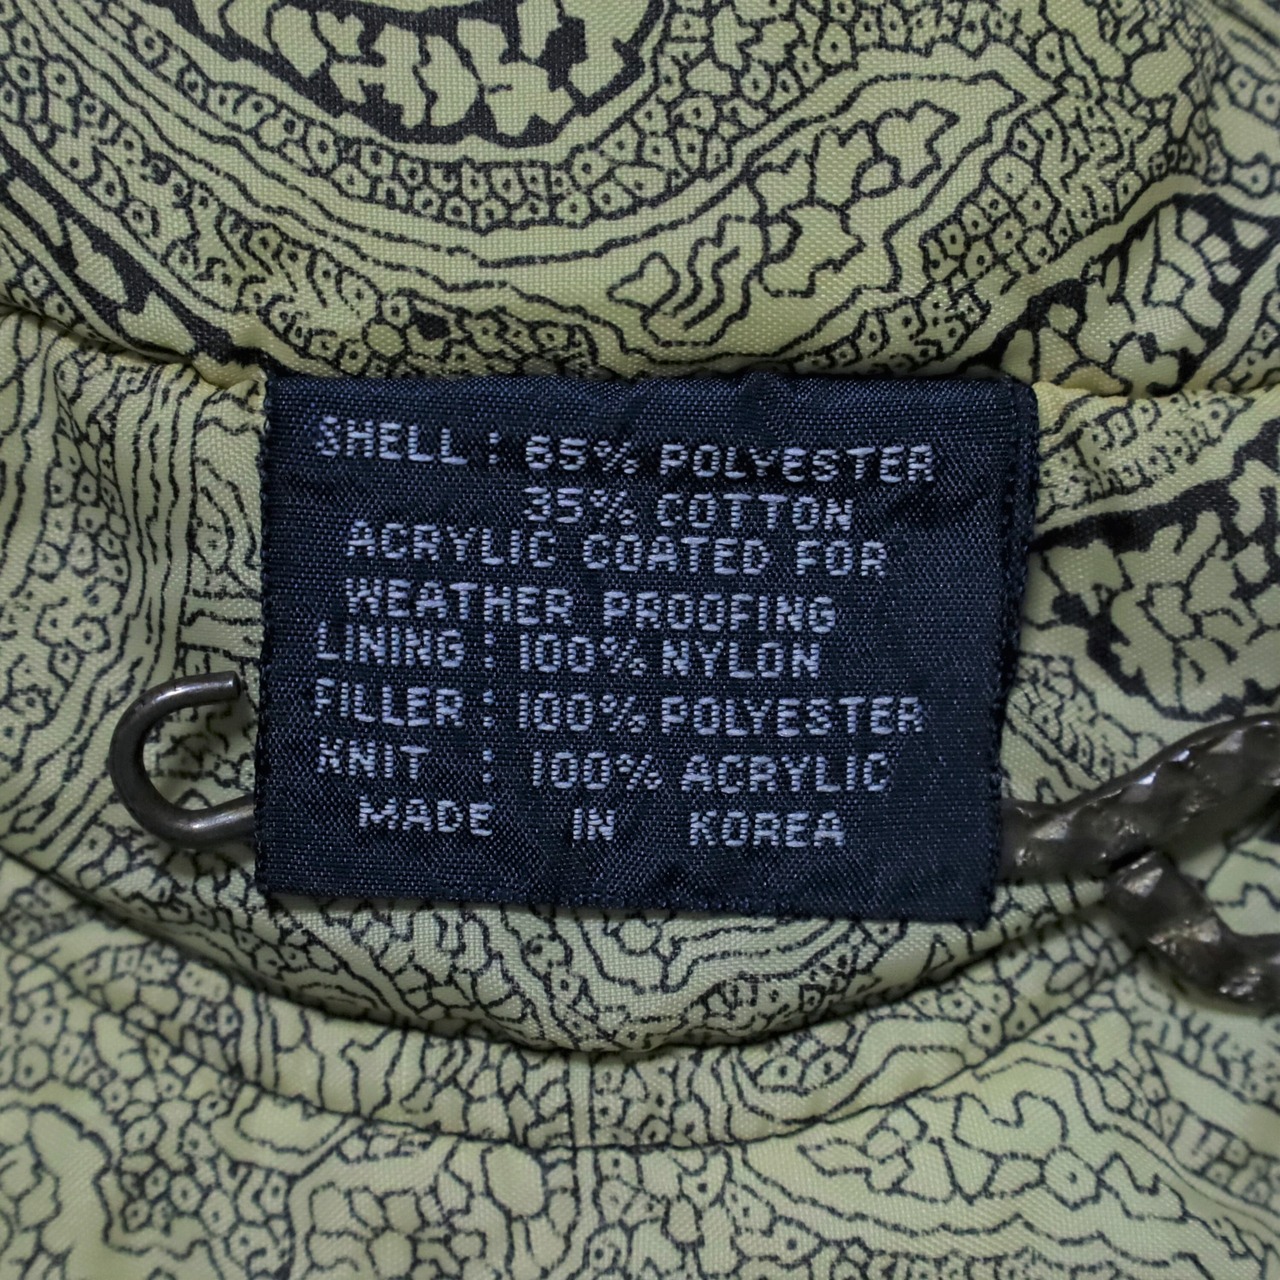 SHELL : 65% POLYESTER
35% COTTON
ACRYLIC COATED FOR
WEATHER PROOFING
LINING : 100% NYLON
FILLER : 100% POLYESTER
KNIT : 100% ACRYLIC
MADE IN KOREA